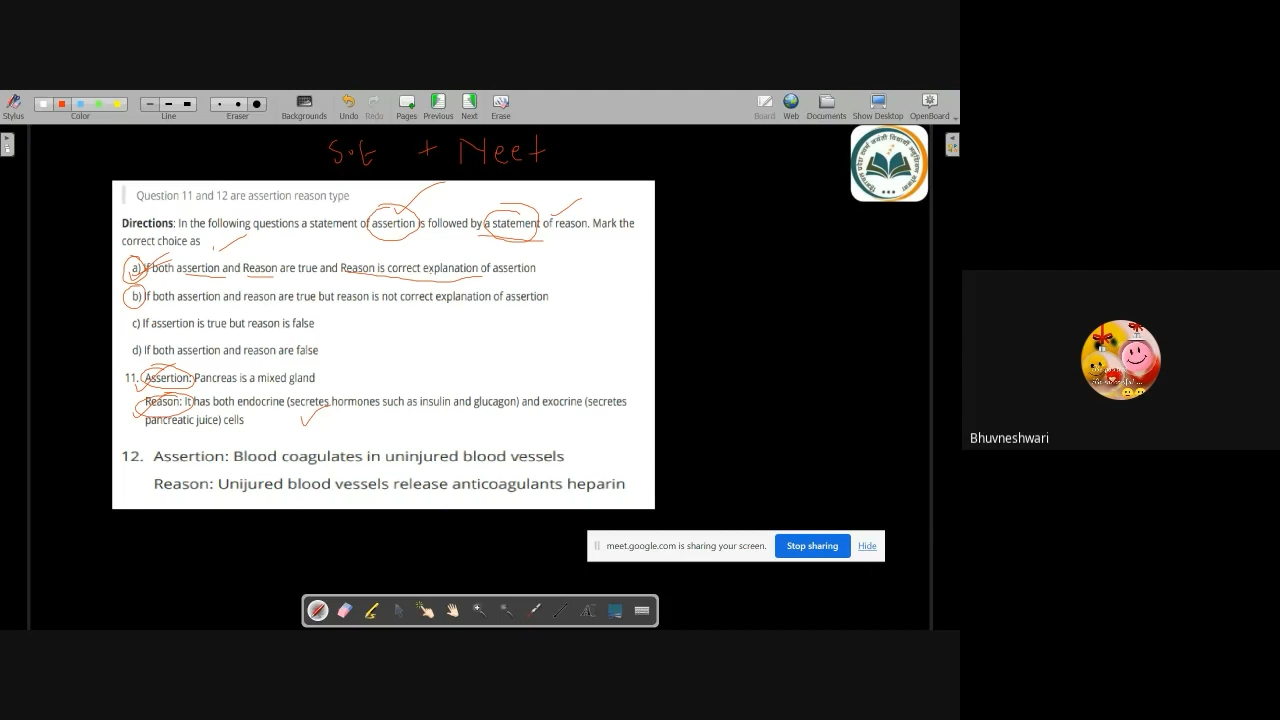 Stylus
Color
Line
Eraser
Backgrounds
Undo
Redo
Pages
Previous
Next
Erase
Board
Web
Documents
Show Desktop
OpenBoard
S.E + Neet
Question 11 and 12 are assertion reason type
Directions: In the following questions a statement of assertion is followed by a statement of reason. Mark the
correct choice as
a) If both assertion and Reason are true and Reason is correct explanation of assertion
b) If both assertion and reason are true but reason is not correct explanation of assertion
c) If assertion is true but reason is false
d) If both assertion and reason are false
11. Assertion: Pancreas is a mixed gland
Reason: It has both endocrine (secretes hormones such as insulin and glucagon) and exocrine (secretes
pancreatic juice) cells
12. Assertion: Blood coagulates in uninjured blood vessels
Reason: Unijured blood vessels release anticoagulants heparin
Bhuvneshwari
meet.google.com is sharing your screen.
Stop sharing
Hide